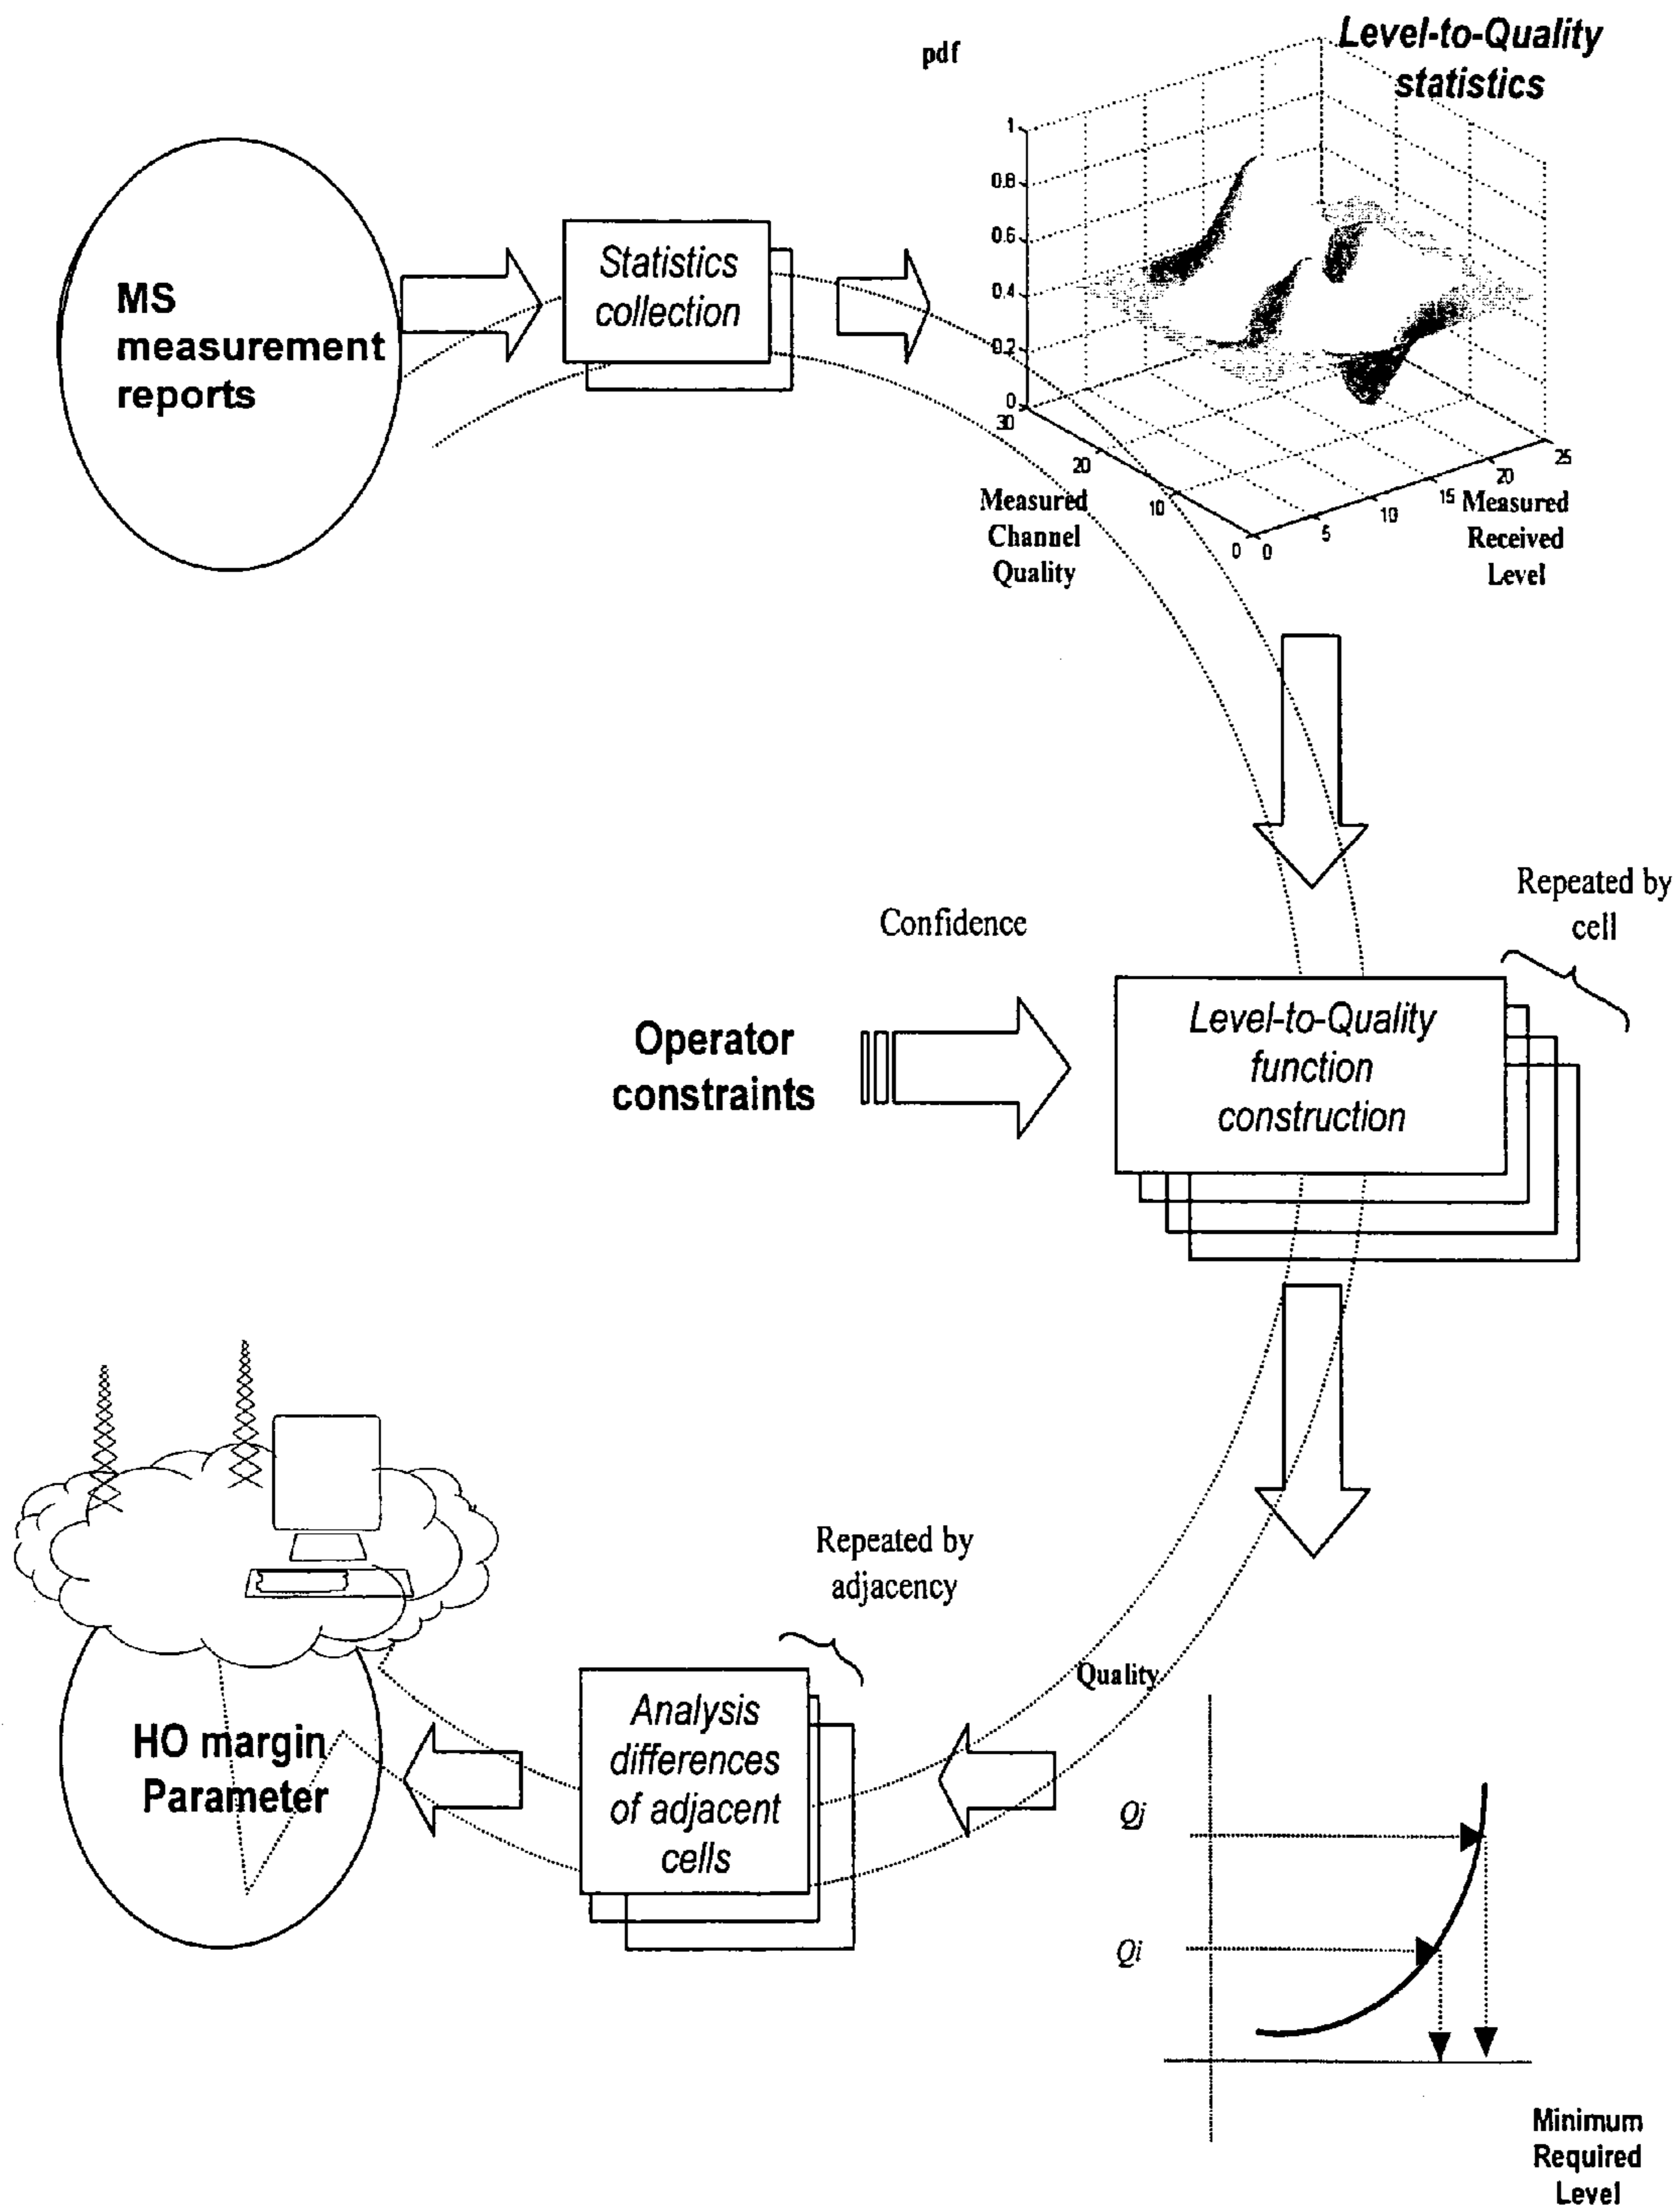 pdf
Level-to-Quality
statistics
1
0.8
0.6
0.4
0.2
0
30
20
10
0
0
5
10
15
20
25
Measured
Channel
Quality
Measured
Received
Level
MS
measurement
reports
Statistics
collection
Repeated by
cell
Confidence
Operator
constraints
Level-to-Quality
function
construction
Repeated by
adjacency
Quality
HO margin
Parameter
Analysis
differences
of adjacent
cells
Qj
Qi
Minimum
Required
Level